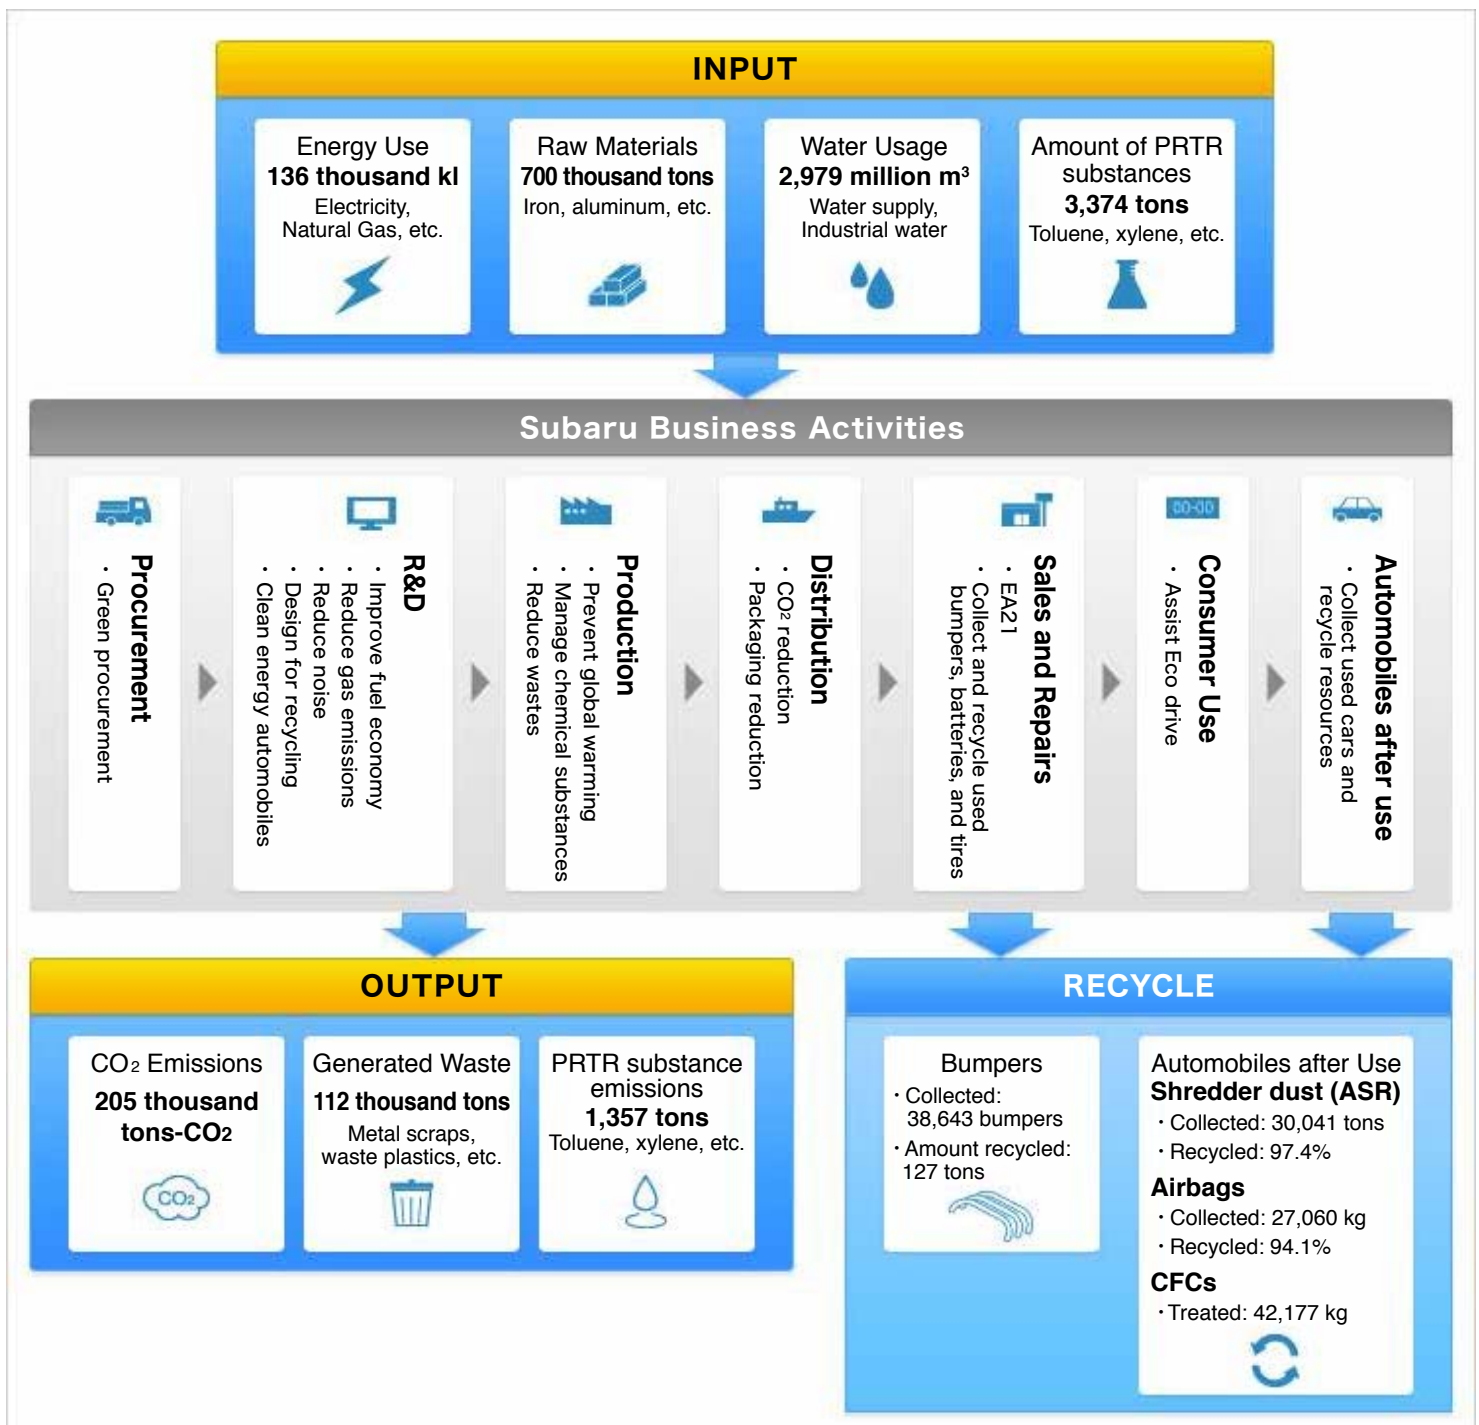 INPUT
Energy Use
136 thousand kl
Electricity,
Natural Gas, etc.
Raw Materials
700 thousand tons
Iron, aluminum, etc.
Water Usage
2,979 million m³
Water supply,
Industrial water
Amount of PRTR
substances
3,374 tons
Toluene, xylene, etc.
Subaru Business Activities
Procurement
・Green procurement
R&D
・Improve fuel economy
・Reduce gas emissions
・Reduce noise
・Design for recycling
・Clean energy automobiles
Production
・Prevent global warming
・Manage chemical substances
・Reduce wastes
Distribution
・CO² reduction
・Packaging reduction
Sales and Repairs
・EA21
・Collect and recycle used
bumpers, batteries, and tires
00-00
Consumer Use
・Assist Eco drive
Automobiles after use
・Collect used cars and
recycle resources
OUTPUT
CO₂ Emissions
205 thousand
tons-CO₂
CO₂
Generated Waste
112 thousand tons
Metal scraps,
waste plastics, etc.
PRTR substance
emissions
1,357 tons
Toluene, xylene, etc.
RECYCLE
Bumpers
・Collected:
38,643 bumpers
・Amount recycled:
127 tons
Automobiles after Use
Shredder dust (ASR)
・Collected: 30,041 tons
・Recycled: 97.4%
Airbags
・Collected: 27,060 kg
・Recycled: 94.1%
CFCs
・Treated: 42,177 kg